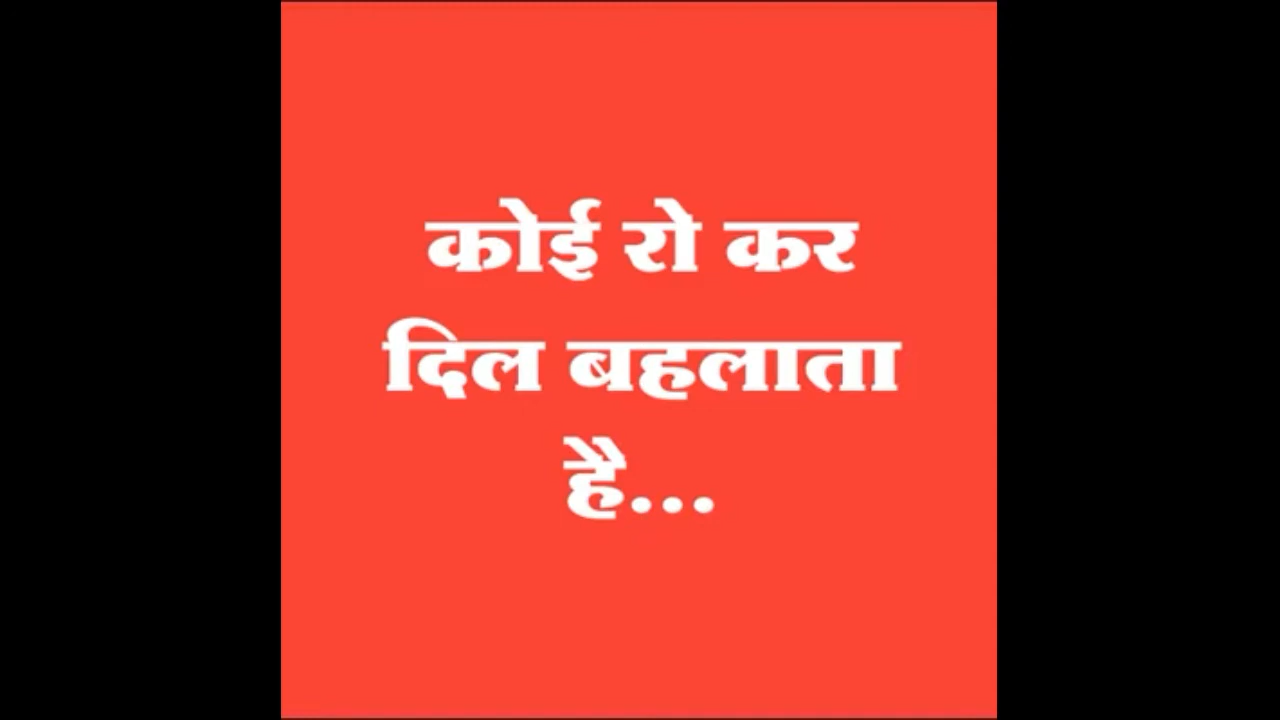 कोई रो कर
दिल बहलाता
है...